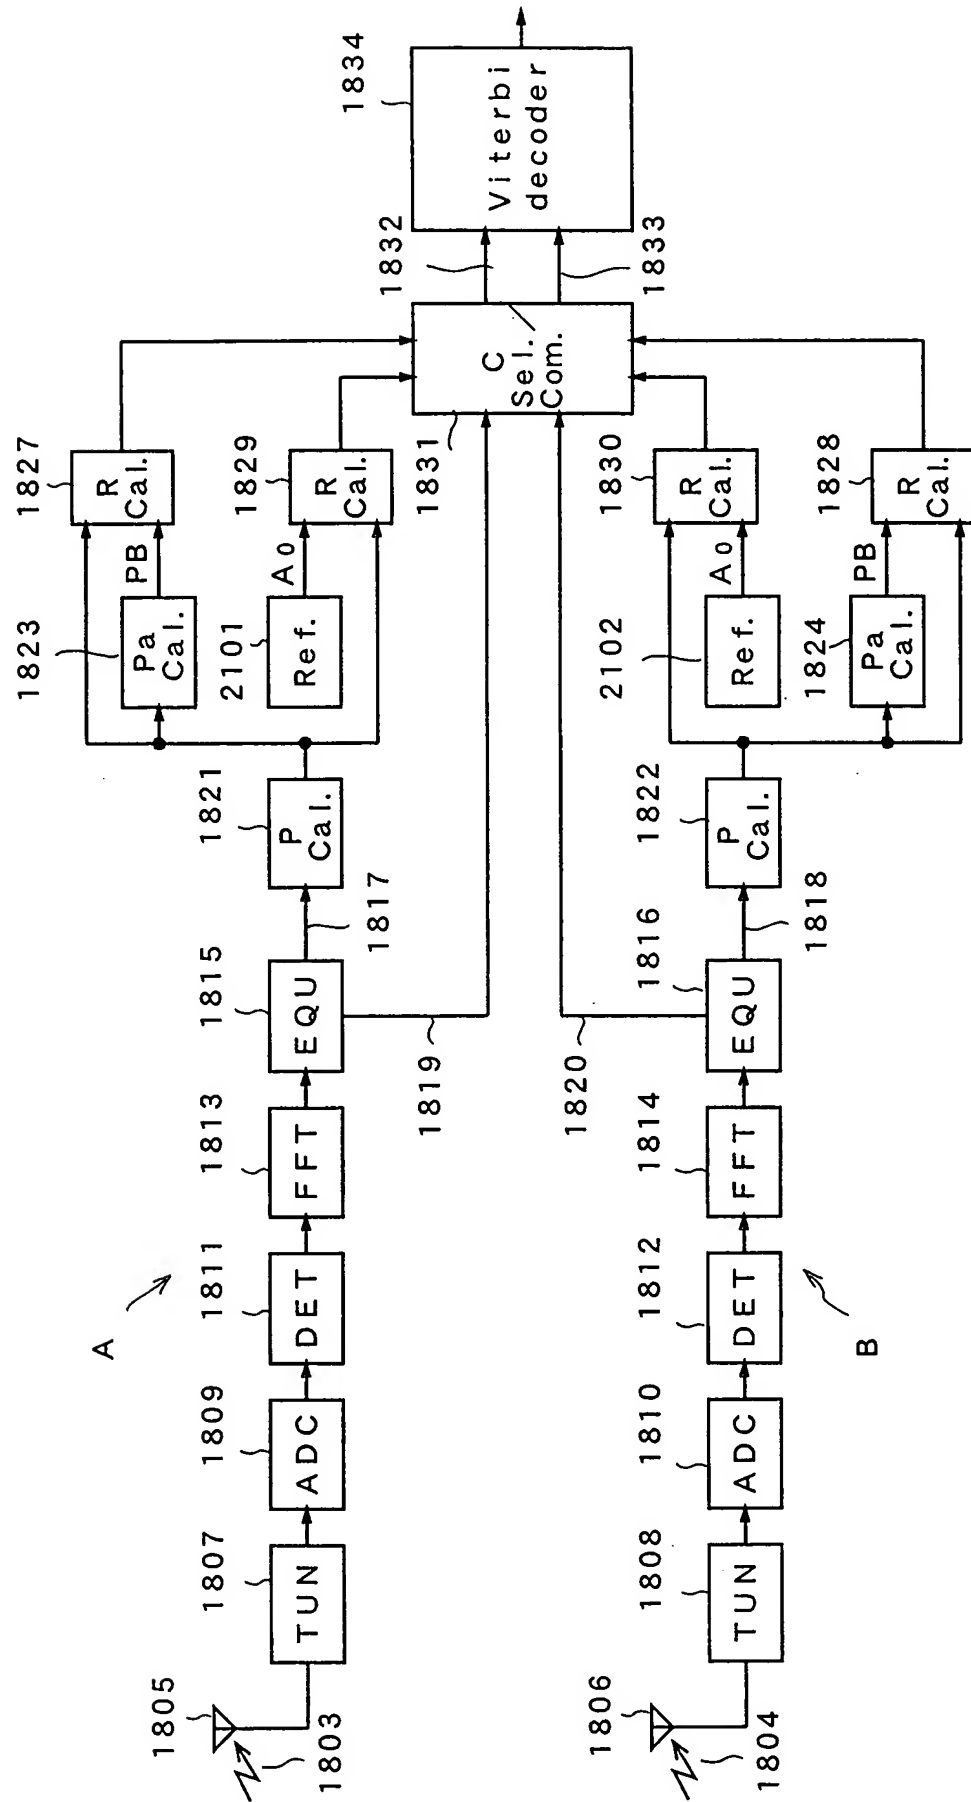 1805
1803
1807
TUN
1809
ADC
A
1811
DET
1813
FFT
1815
EQU
1817
1819
1821
P
Cal.
1823
Pa
Cal.
PB
1827
R
Cal.
2101
Ref.
A0
1829
R
Cal.
1831
C
Sel.
Com.
1832
1833
1834
Viterbi
decoder
1806
1804
1808
TUN
1810
ADC
B
1812
DET
1814
FFT
1816
EQU
1818
1820
1822
P
Cal.
2102
Ref.
A0
1830
R
Cal.
1824
Pa
Cal.
PB
1828
R
Cal.